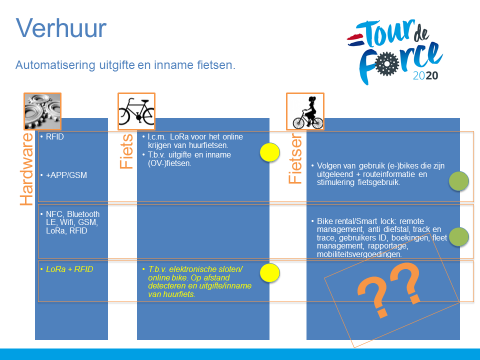 Verhuur
Tour de
Force
2020
Automatisering uitgifte en inname fietsen.
Hardware
Fiets
Fietser
RFID
+APP/GSM
I.c.m. LoRa voor het online
krijgen van huurfietsen.
T.b.v. uitgifte en inname
(OV-)fietsen.
Volgen van gebruik (e-)bikes die zijn
uitgeleend + routeinformatie en
stimulering fietsgebruik.
NFC, Bluetooth
LE, Wifi, GSM,
LoRa, RFID
Bike rental/Smart lock: remote
management, anti diefstal, track en
trace, gebruikers ID, boekingen, fleet
management, rapportage,
mobiliteitsvergoedingen.
LoRa + RFID
T.b.v. elektronische sloten/
online bike. Op afstand
detecteren en uitgifte/inname
van huurfiets.
??